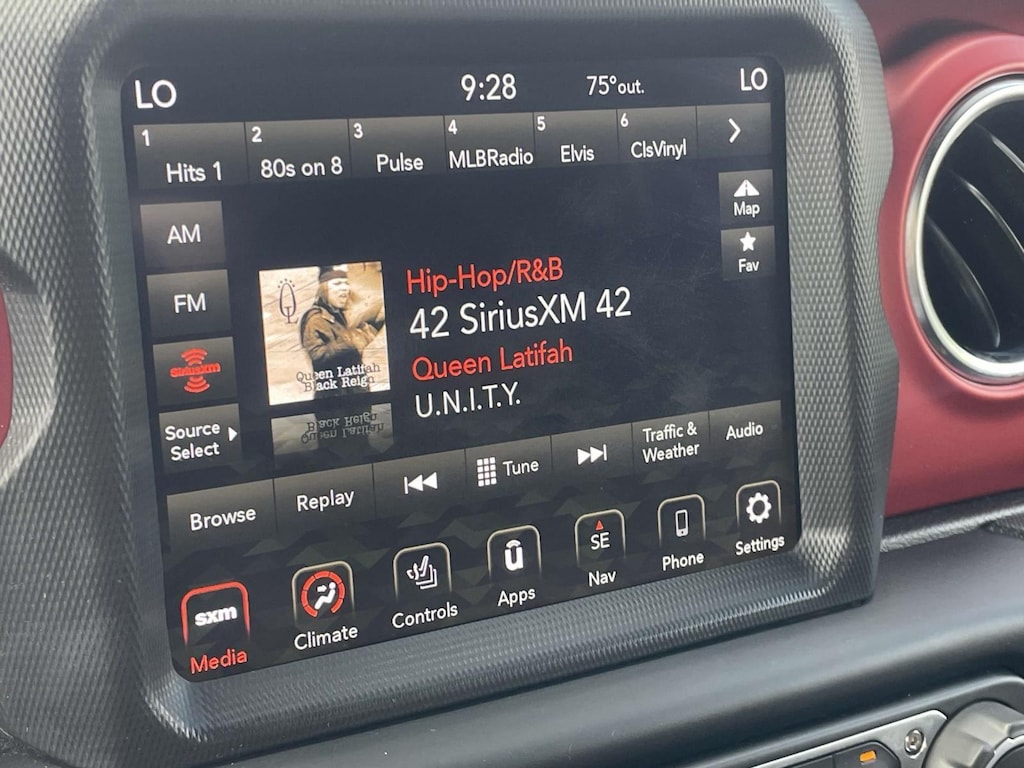 LO 9:28 75° out. LO
1 Hits 1
2 80s on 8
3 Pulse
4 MLBRadio
5 Elvis
6 ClsVinyl
AM
FM
siriusxm
Source
Select
Map
Fav
QL
Queen Latifah
Black Reign
Hip-Hop/R&B
42 SiriusXM 42
Queen Latifah
U.N.I.T.Y.
Browse
Replay
Tune
Traffic &
Weather
Audio
sxm
Media
Climate
Controls
û
Apps
SE
Nav
Phone
Settings